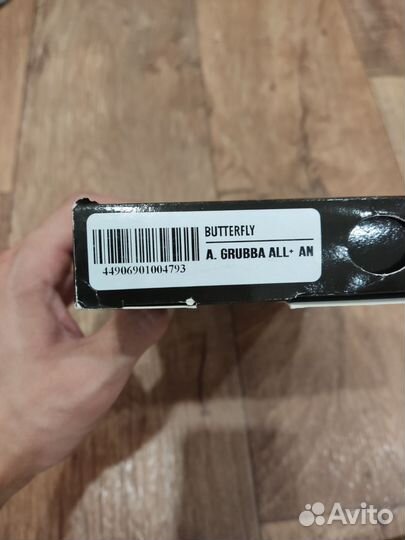 BUTTERFLY
A. GRUBBA ALL+ AN
44906901004793
Avito